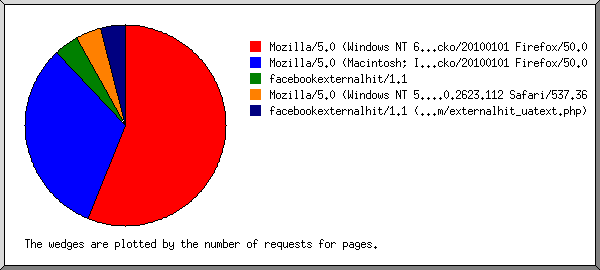 Mozilla/5.0 (Windows NT 6...cko/20100101 Firefox/50.0
Mozilla/5.0 (Macintosh; I...cko/20100101 Firefox/50.0
facebookexternalhit/1.1
Mozilla/5.0 (Windows NT 5....0.2623.112 Safari/537.36
facebookexternalhit/1.1 (...m/externalhit_uatext.php)
The wedges are plotted by the number of requests for pages.